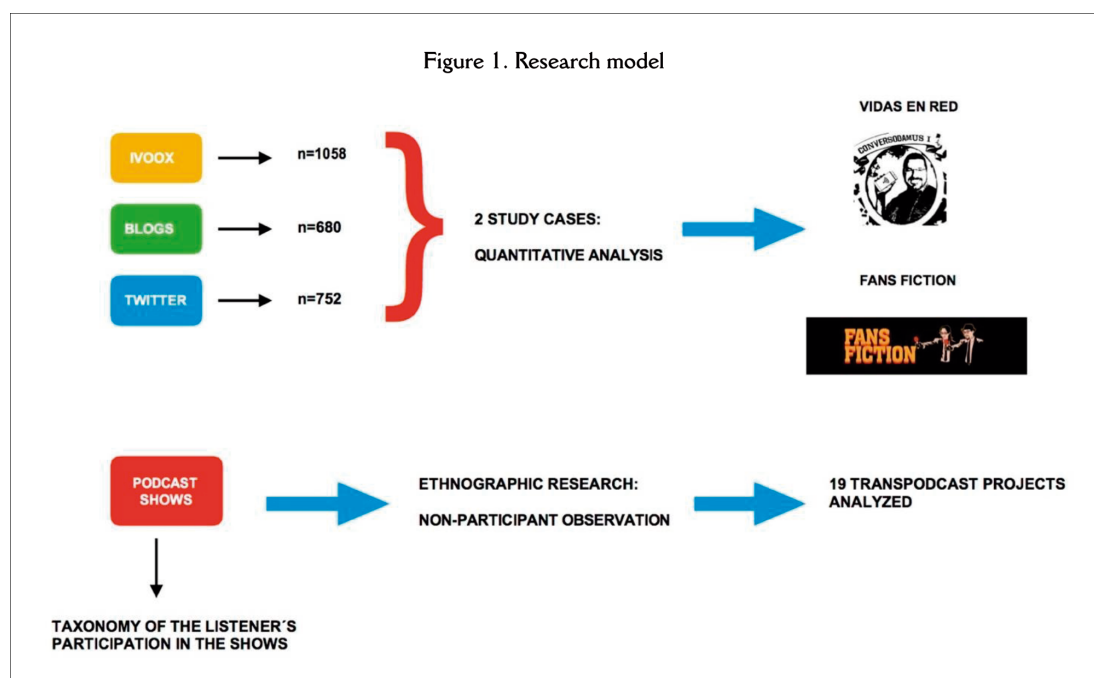 Figure 1. Research model
IVOOX
n=1058
BLOGS
n=680
TWITTER
n=752
2 STUDY CASES:
QUANTITATIVE ANALYSIS
VIDAS EN RED
CONVERSODAMUS I
FANS FICTION
FANS
FICTION
PODCAST
SHOWS
ETHNOGRAPHIC RESEARCH:
NON-PARTICIPANT OBSERVATION
19 TRANSPODCAST PROJECTS
ANALYZED
TAXONOMY OF THE LISTENER´S
PARTICIPATION IN THE SHOWS